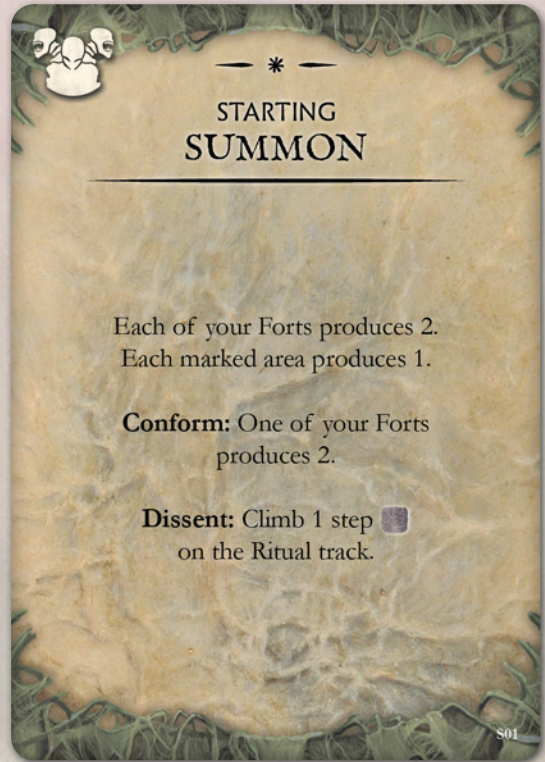 STARTING
SUMMON
Each of your Forts produces 2.
Each marked area produces 1.
Conform: One of your Forts
produces 2.
Dissent: Climb 1 step
on the Ritual track.
S01